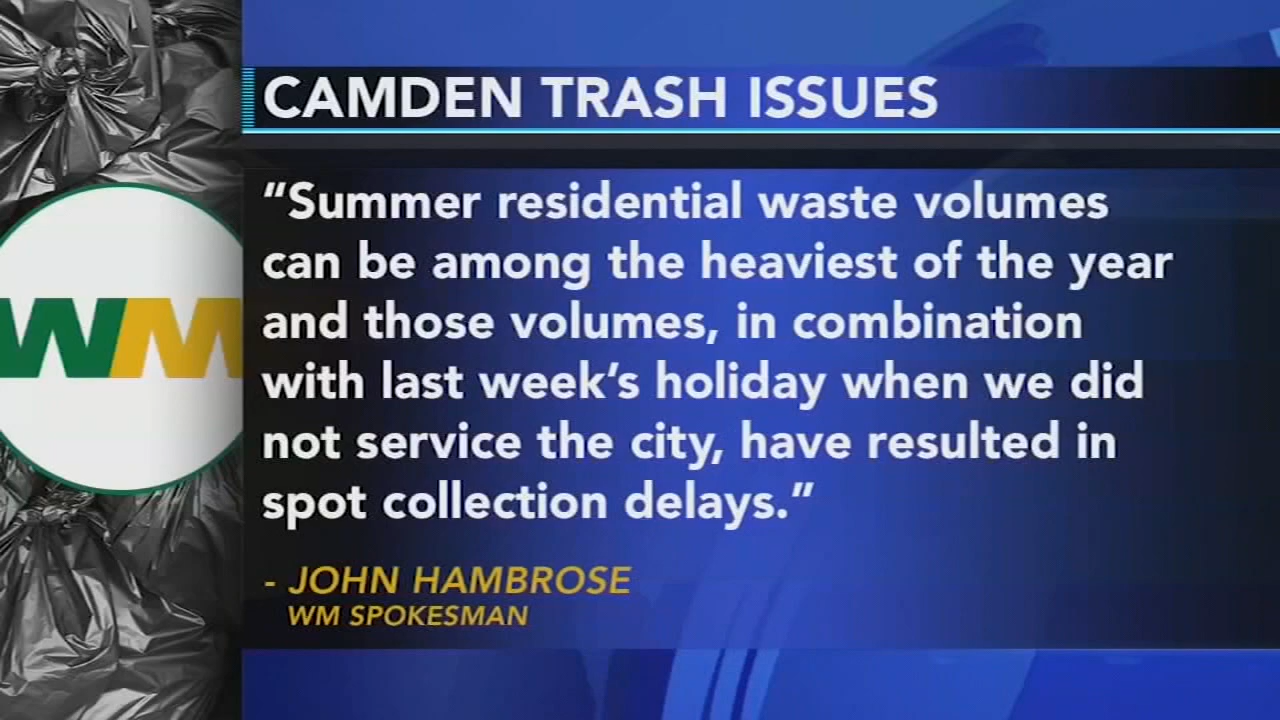 CAMDEN TRASH ISSUES
WM
“Summer residential waste volumes
can be among the heaviest of the year
and those volumes, in combination
with last week’s holiday when we did
not service the city, have resulted in
spot collection delays.”
- JOHN HAMBROSE
WM SPOKESMAN